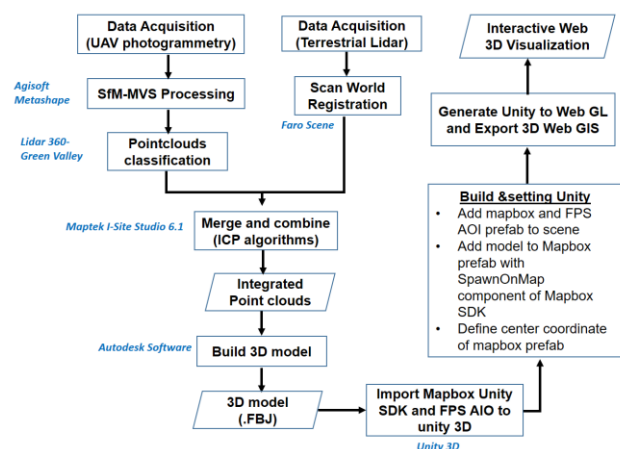 Data Acquisition
(UAV photogrammetry)
Data Acquisition
(Terrestrial Lidar)
Interactive Web
3D Visualization
Agisoft
Metashape
SfM-MVS Processing
Scan World
Registration
Faro Scene
Generate Unity to Web GL
and Export 3D Web GIS
Lidar 360-
Green Valley
Pointclouds
classification
Maptek I-Site Studio 6.1
Merge and combine
(ICP algorithms)
Integrated
Point clouds
Autodesk Software
Build 3D model
3D model
(.FBJ)
Import Mapbox Unity
SDK and FPS AIO to
unity 3D
Unity 3D
Build &setting Unity
• Add mapbox and FPS
AOI prefab to scene
• Add model to Mapbox
prefab with
SpawnOnMap
component of Mapbox
SDK
• Define center coordinate
of mapbox prefab